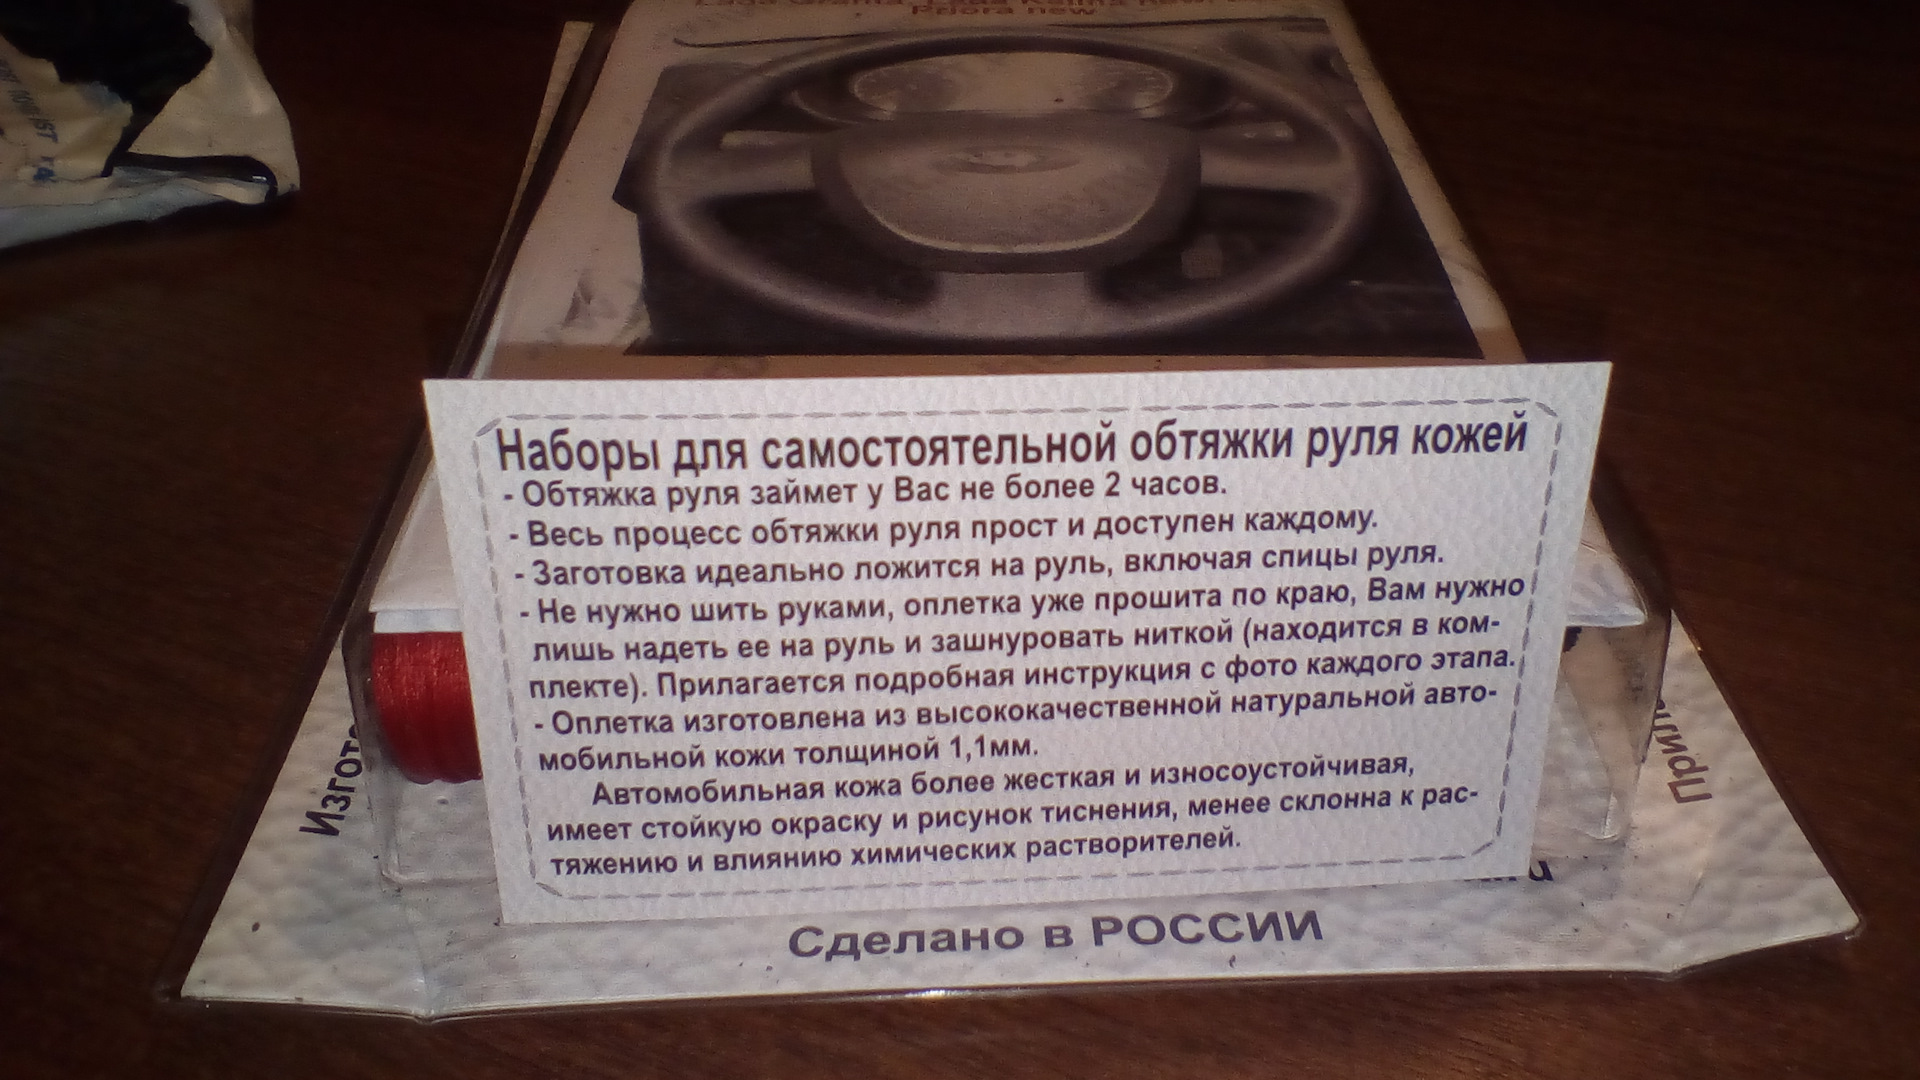 Priora new
Наборы для самостоятельной обтяжки руля кожей
- Обтяжка руля займет у Вас не более 2 часов.
- Весь процесс обтяжки руля прост и доступен каждому.
- Заготовка идеально ложится на руль, включая спицы руля.
- Не нужно шить руками, оплетка уже прошита по краю, Вам нужно
лишь надеть ее на руль и зашнуровать ниткой (находится в ком-
плекте). Прилагается подробная инструкция с фото каждого этапа.
- Оплетка изготовлена из высококачественной натуральной авто-
мобильной кожи толщиной 1,1мм.
Автомобильная кожа более жесткая и износоустойчивая,
имеет стойкую окраску и рисунок тиснения, менее склонна к рас-
тяжению и влиянию химических растворителей.
Сделано в РОССИИ